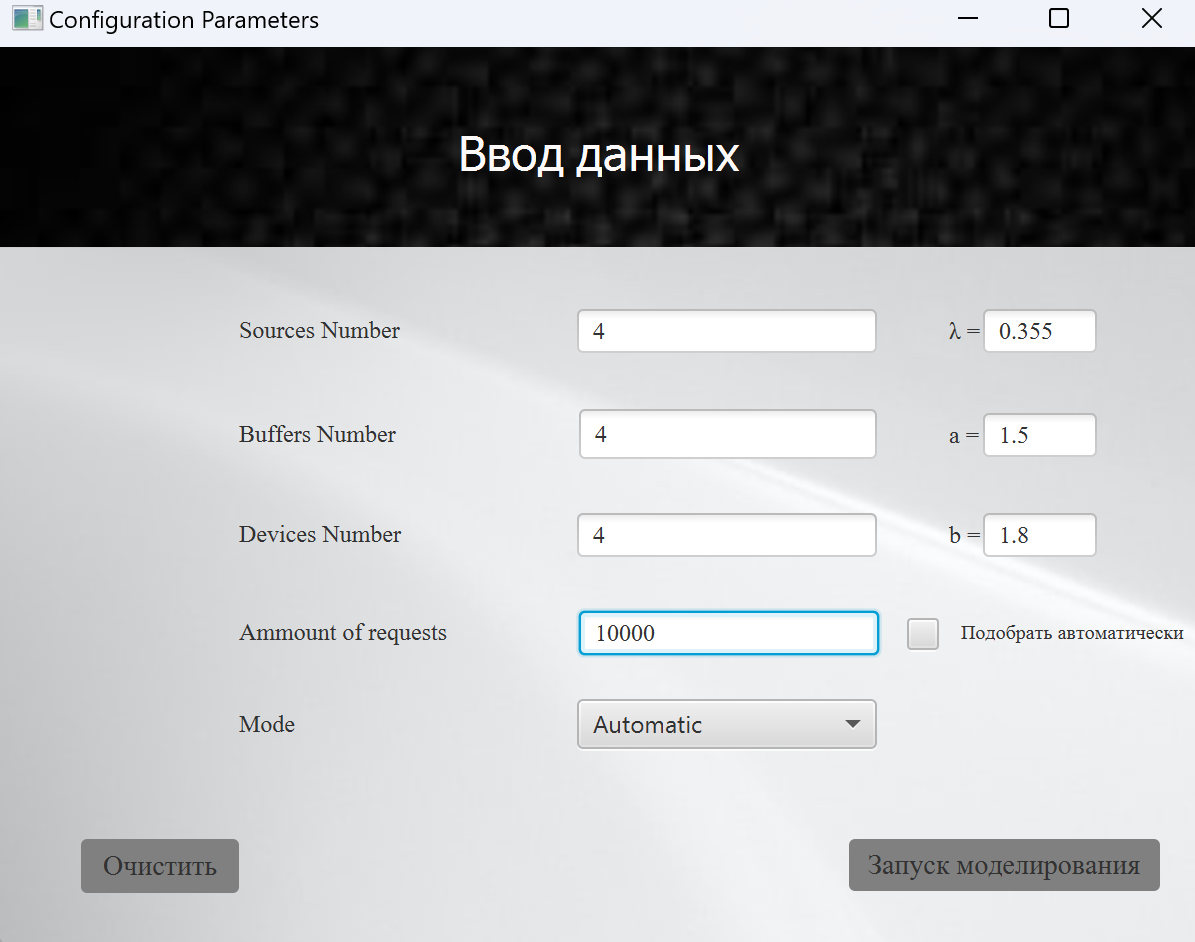 Configuration Parameters
Ввод данных
Sources Number 4 λ = 0.355
Buffers Number 4 a = 1.5
Devices Number 4 b = 1.8
Ammount of requests 10000 Подобрать автоматически
Mode Automatic
Очистить Запуск моделирования